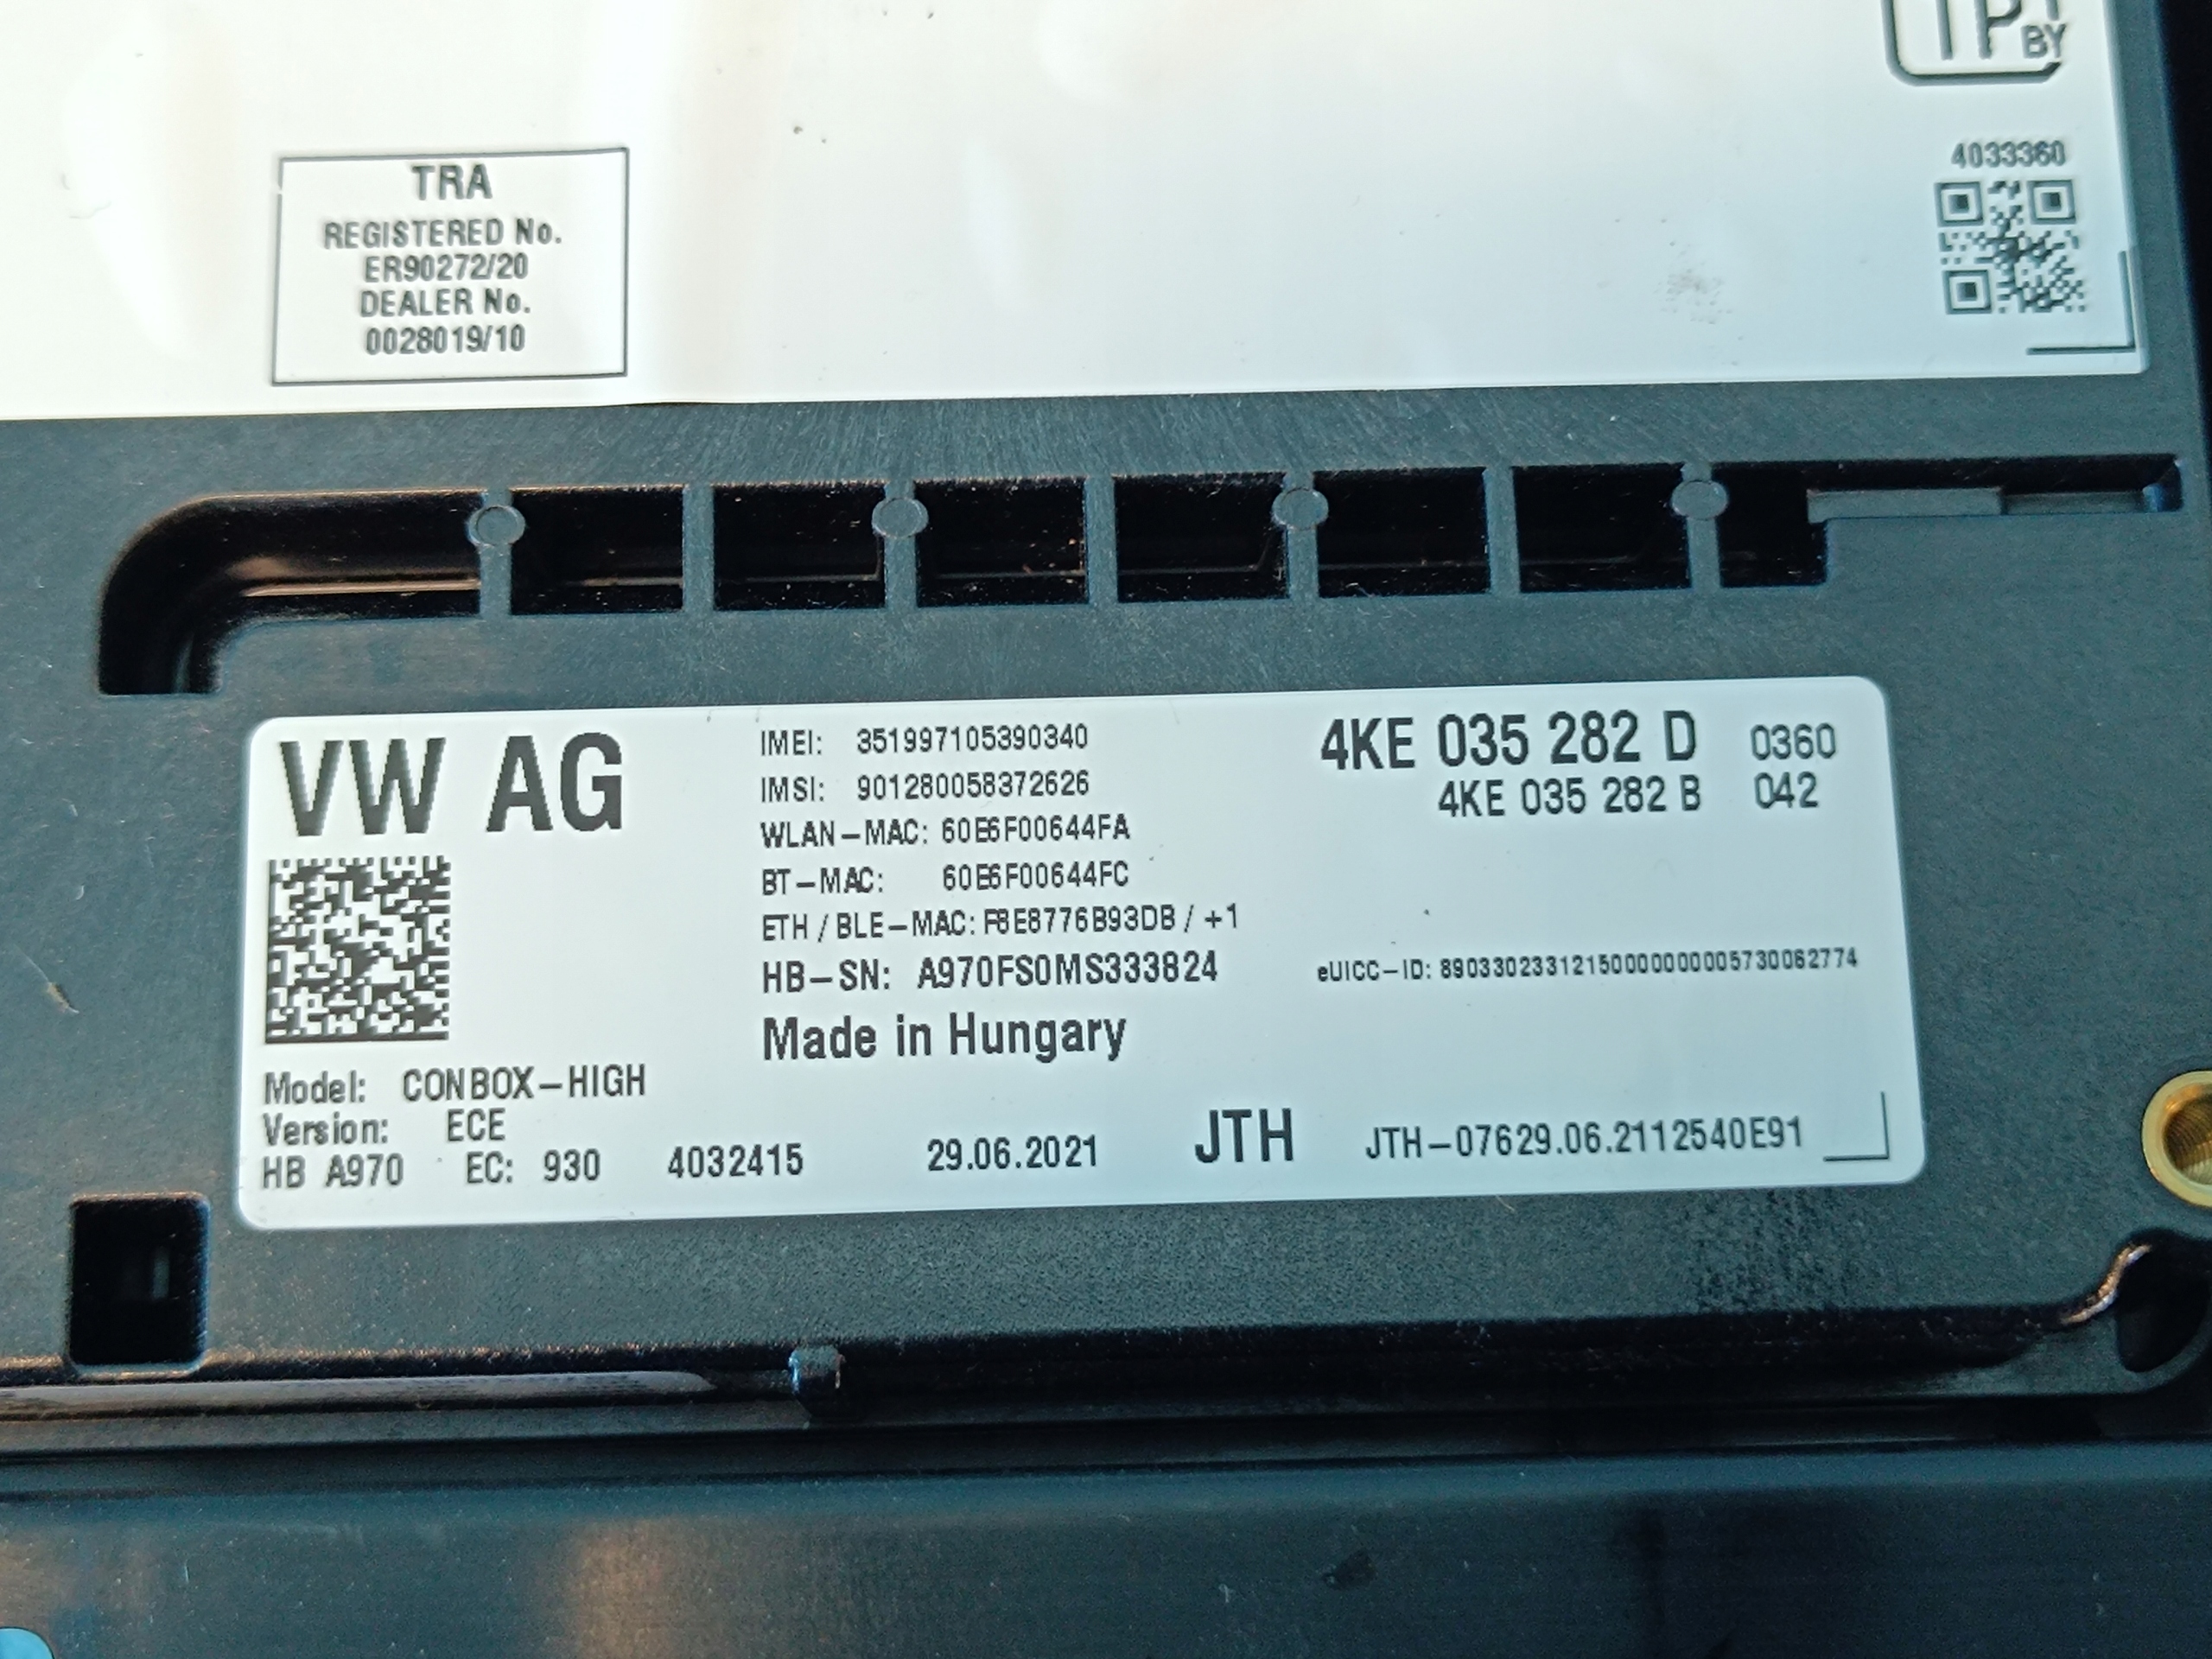 TP
BY
4033360
TRA
REGISTERED No.
ER90272/20
DEALER No.
0028019/10
VW AG
IMEI: 351997105390340
IMSI: 901280058372626
WLAN-MAC: 60E6F00644FA
BT-MAC: 60E6F00644FC
ETH / BLE-MAC: F8E8776B93DB / +1
HB-SN: A970FS0MS333824
Made in Hungary
4KE 035 282 D 0360
4KE 035 282 B 042
eUICC-ID: 89033023312150000000005730062774
Model: CONBOX-HIGH
Version: ECE
HB A970 EC: 930 4032415 29.06.2021 JTH JTH-07629.06.2112540E91